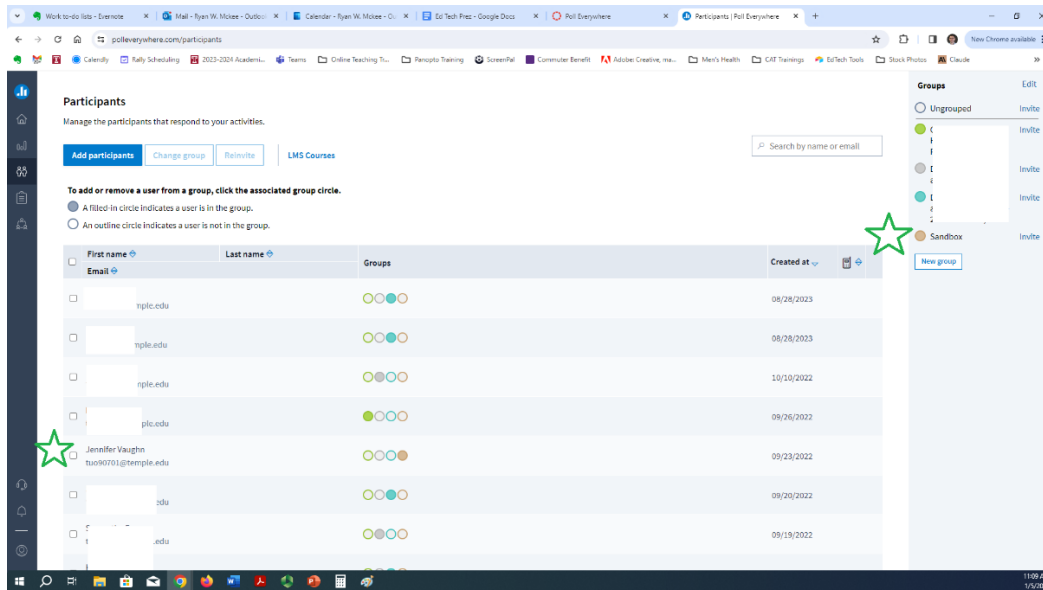 Work to-do lists - Evernote
Mail - Ryan W. Mckee - Outloo
Calendar - Ryan W. Mckee - O
Ed Tech Prez - Google Docs
Poll Everywhere
Participants | Poll Everywhere
polleverywhere.com/participants
New Chrome available
Calendly
Rally Scheduling
2023-2024 Academi...
Teams
Online Teaching Tr...
Panopto Training
ScreenPal
Commuter Benefit
Adobe: Creative, ma...
Men's Health
CAT Trainings
EdTech Tools
Stock Photos
Claude
Participants
Manage the participants that respond to your activities.
Add participants
Change group
Reinvite
LMS Courses
Search by name or email
To add or remove a user from a group, click the associated group circle.
A filled-in circle indicates a user is in the group.
An outline circle indicates a user is not in the group.
First name
Last name
Email
Groups
Created at
mple.edu
08/28/2023
mple.edu
08/28/2023
mple.edu
10/10/2022
ple.edu
09/26/2022
Jennifer Vaughn
tuo90701@temple.edu
09/23/2022
edu
09/20/2022
.edu
09/19/2022
Groups
Edit
Ungrouped
Invite
Invite
Invite
Invite
Sandbox
Invite
New group
11:09 A
1/5/20